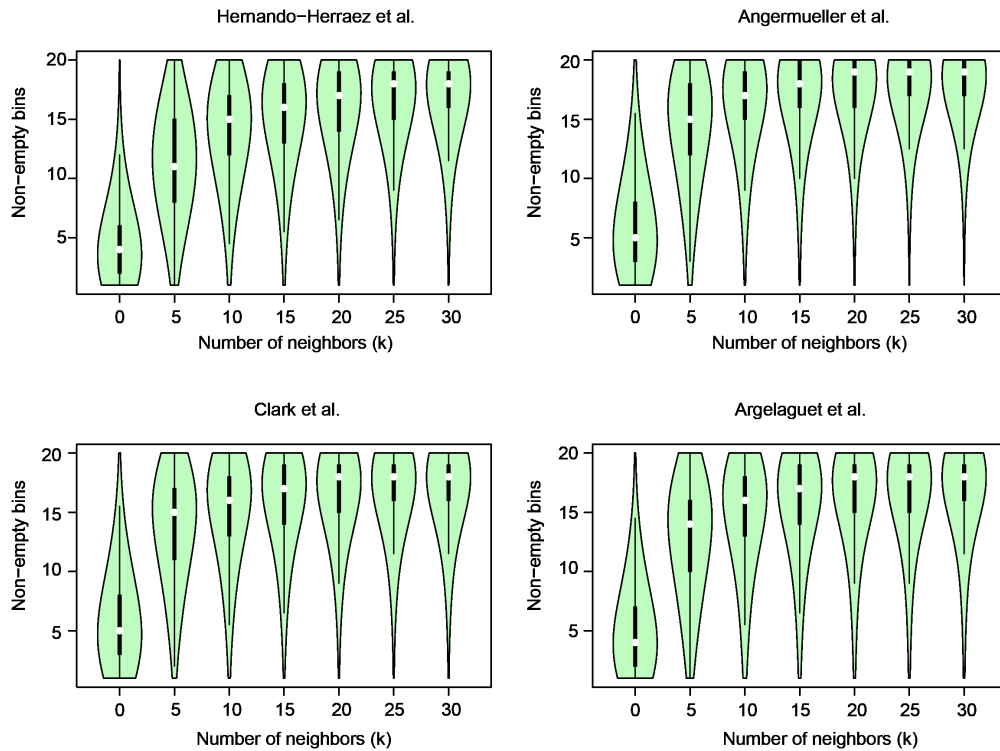 Hernando−Herraez et al.
Non−empty bins
20
15
10
5
0 5 10 15 20 25 30
Number of neighbors (k)
Angermueller et al.
Non−empty bins
20
15
10
5
0 5 10 15 20 25 30
Number of neighbors (k)
Clark et al.
Non−empty bins
20
15
10
5
0 5 10 15 20 25 30
Number of neighbors (k)
Argelaguet et al.
Non−empty bins
20
15
10
5
0 5 10 15 20 25 30
Number of neighbors (k)